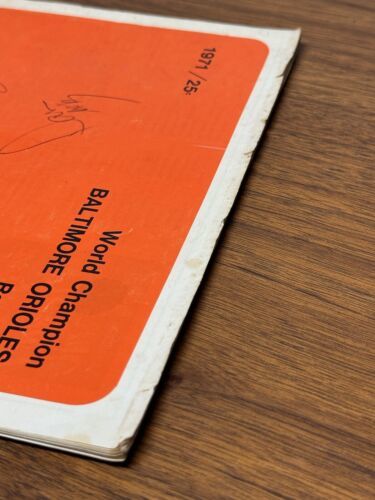 1971/25¢
World Champion
BALTIMORE ORIOLES